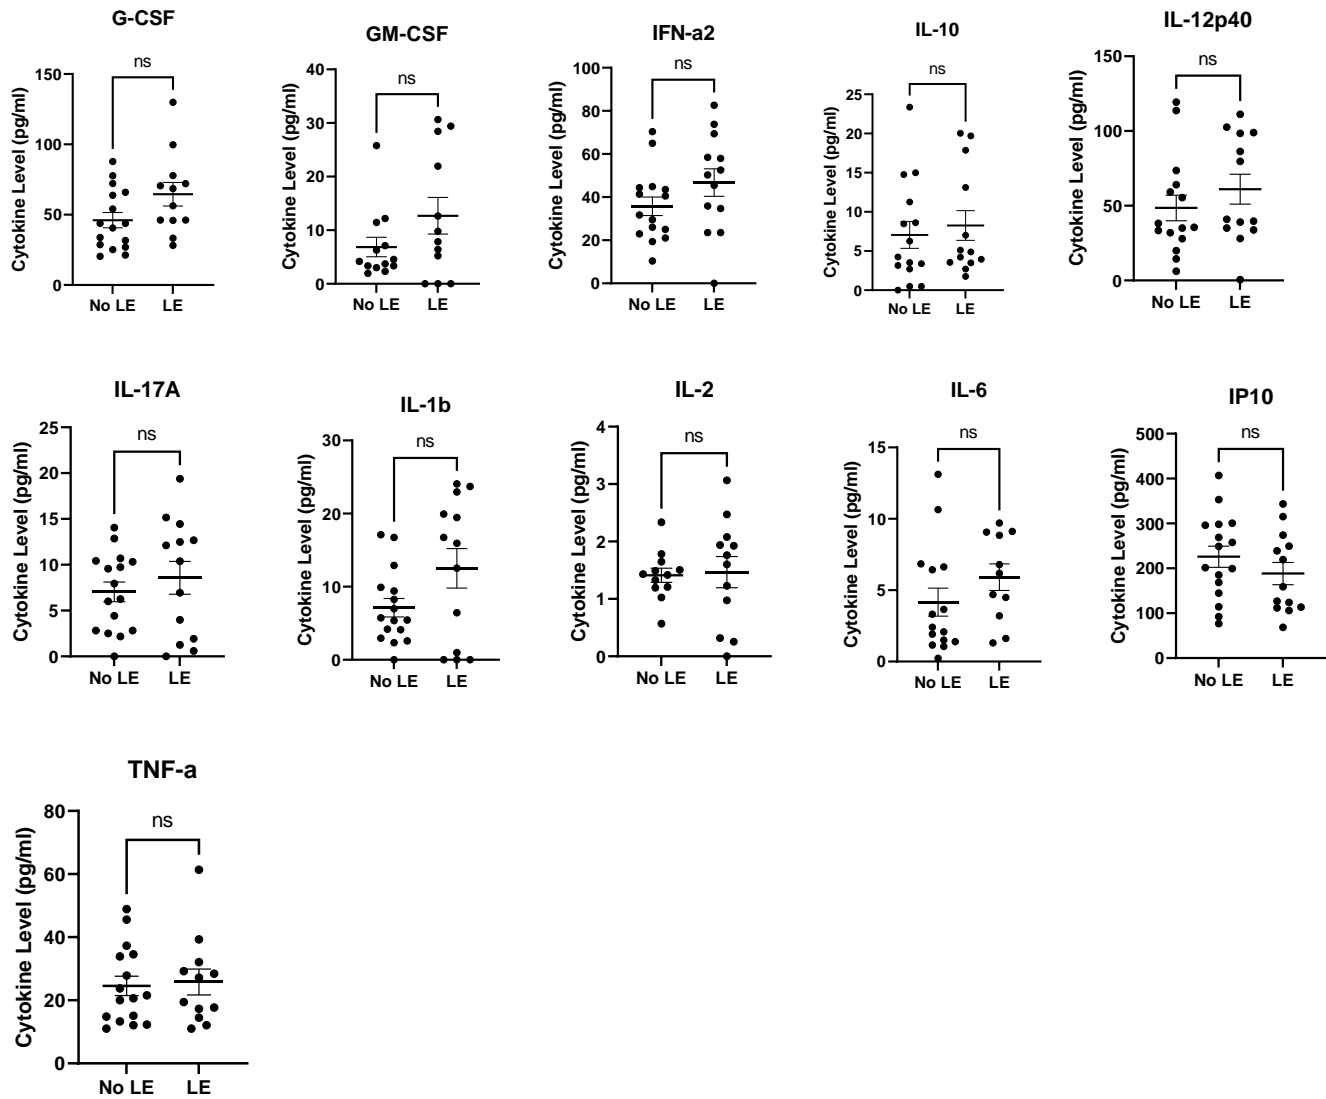 G-CSF
ns
Cytokine Level (pg/ml)
150
100
50
0
No LE LE
GM-CSF
ns
Cytokine Level (pg/ml)
40
30
20
10
0
No LE LE
IFN-a2
ns
Cytokine Level (pg/ml)
100
80
60
40
20
0
No LE LE
IL-10
ns
Cytokine Level (pg/ml)
25
20
15
10
5
0
No LE LE
IL-12p40
ns
Cytokine Level (pg/ml)
150
100
50
0
No LE LE
IL-17A
ns
Cytokine Level (pg/ml)
25
20
15
10
5
0
No LE LE
IL-1b
ns
Cytokine Level (pg/ml)
30
20
10
0
No LE LE
IL-2
ns
Cytokine Level (pg/ml)
4
3
2
1
0
No LE LE
IL-6
ns
Cytokine Level (pg/ml)
15
10
5
0
No LE LE
IP10
ns
Cytokine Level (pg/ml)
500
400
300
200
100
0
No LE LE
TNF-a
ns
Cytokine Level (pg/ml)
80
60
40
20
0
No LE LE